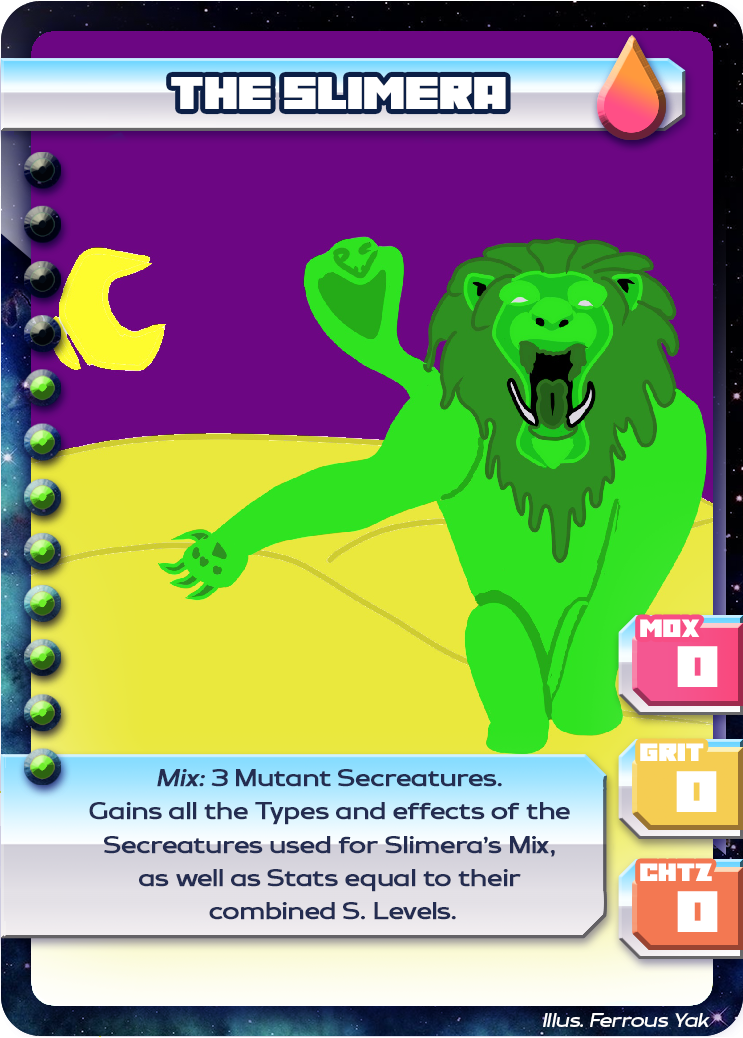 THE SLIMERA
MOX
0
GRIT
0
CHTZ
0
Mix: 3 Mutant Secreatures.
Gains all the Types and effects of the
Secreatures used for Slimera's Mix,
as well as Stats equal to their
combined S. Levels.
Illus. Ferrous Yak